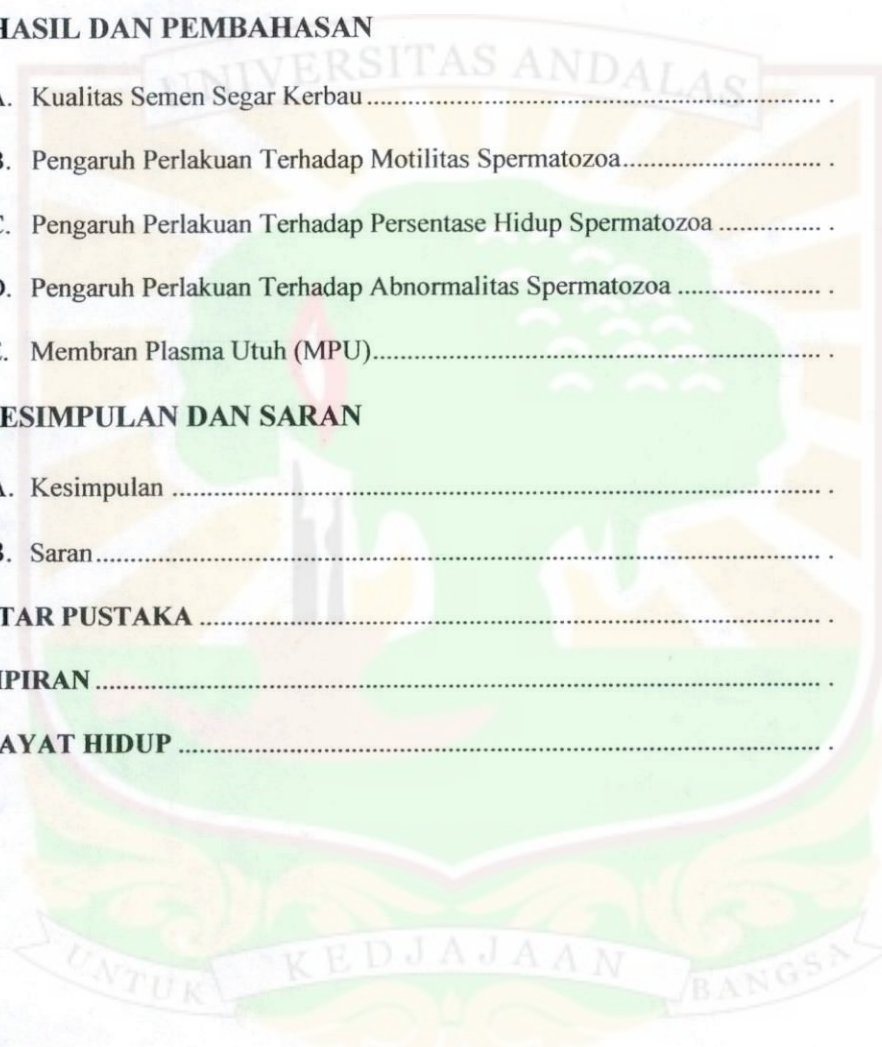 HASIL DAN PEMBAHASAN
UNIVERSITAS ANDALAS
A. Kualitas Semen Segar Kerbau .................................................................... .
B. Pengaruh Perlakuan Terhadap Motilitas Spermatozoa............................. .
C. Pengaruh Perlakuan Terhadap Persentase Hidup Spermatozoa ............... .
D. Pengaruh Perlakuan Terhadap Abnormalitas Spermatozoa ..................... .
E. Membran Plasma Utuh (MPU).................................................................. .
ESIMPULAN DAN SARAN
A. Kesimpulan ................................................................................................ .
B. Saran........................................................................................................... .
TAR PUSTAKA ............................................................................................ .
MPIRAN ........................................................................................................... .
AYAT HIDUP ............................................................................................... .
UNTUK KEDJAJAAN BANGSA